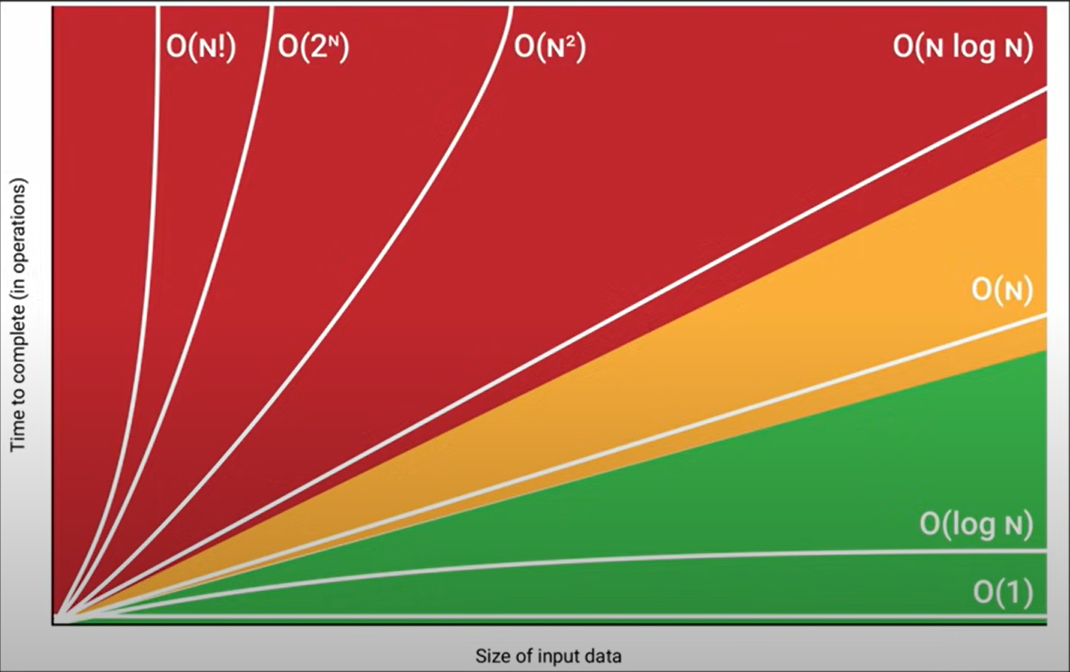 O(N!)
O(2ᴺ)
O(N²)
O(N log N)
O(N)
O(log N)
O(1)
Time to complete (in operations)
Size of input data